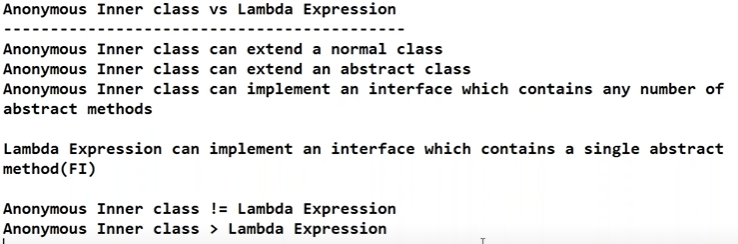 Anonymous Inner class vs Lambda Expression
-------------------------------------------
Anonymous Inner class can extend a normal class
Anonymous Inner class can extend an abstract class
Anonymous Inner class can implement an interface which contains any number of
abstract methods
Lambda Expression can implement an interface which contains a single abstract
method(FI)
Anonymous Inner class != Lambda Expression
Anonymous Inner class > Lambda Expression